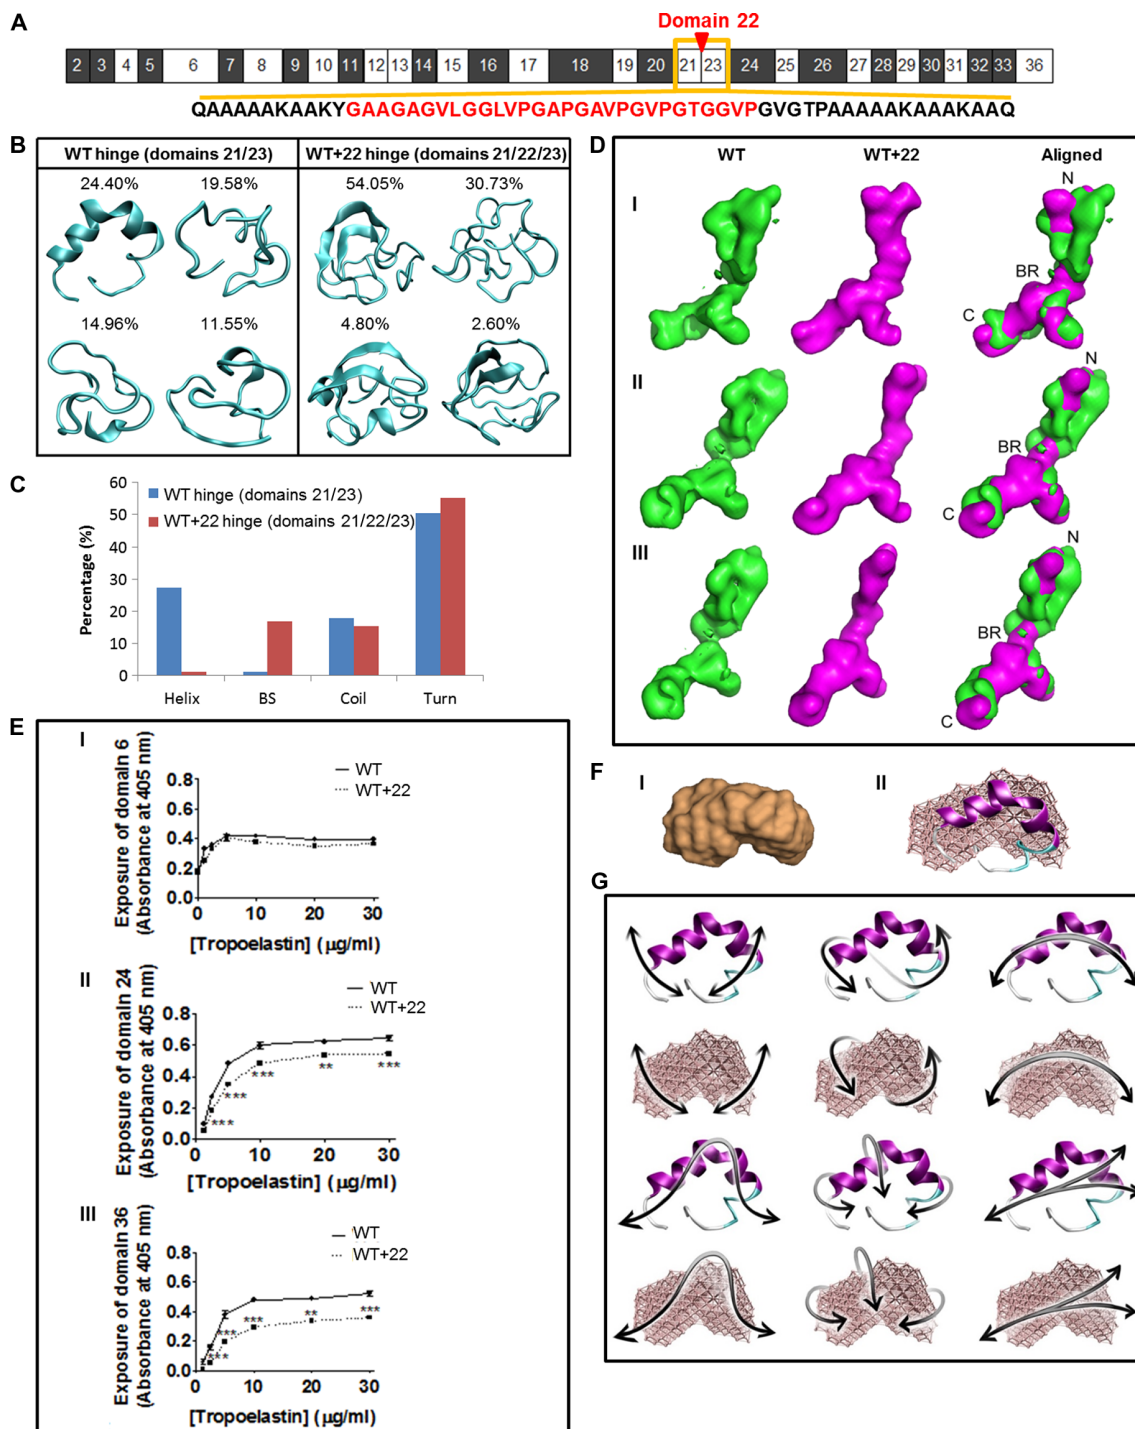 A
Domain 22
2 3 4 5 6 7 8 9 10 11 12 13 14 15 16 17 18 19 20 21 23 24 25 26 27 28 29 30 31 32 33 36
QAAAAAKAAKYGAAGAGVLGGLVPGAPGAVPGVPGTGGVPGVGTPAAAAAKAAAKAAQ
B
WT hinge (domains 21/23)
WT+22 hinge (domains 21/22/23)
24.40%
19.58%
54.05%
30.73%
14.96%
11.55%
4.80%
2.60%
C
Percentage (%)
60
50
40
30
20
10
0
WT hinge (domains 21/23)
WT+22 hinge (domains 21/22/23)
Helix
BS
Coil
Turn
D
WT
WT+22
Aligned
I
N
BR
C
II
N
BR
C
III
N
BR
C
E
I
Exposure of domain 6
(Absorbance at 405 nm)
WT
WT+22
0.8
0.6
0.4
0.2
0.0
0 10 20 30
[Tropoelastin] (µg/ml)
II
Exposure of domain 24
(Absorbance at 405 nm)
WT
WT+22
0.8
0.6
0.4
0.2
0.0
***
***
***
**
***
0 10 20 30
[Tropoelastin] (µg/ml)
III
Exposure of domain 36
(Absorbance at 405 nm)
WT
WT+22
0.8
0.6
0.4
0.2
0.0
***
***
***
**
***
0 10 20 30
[Tropoelastin] (µg/ml)
F
I
II
G